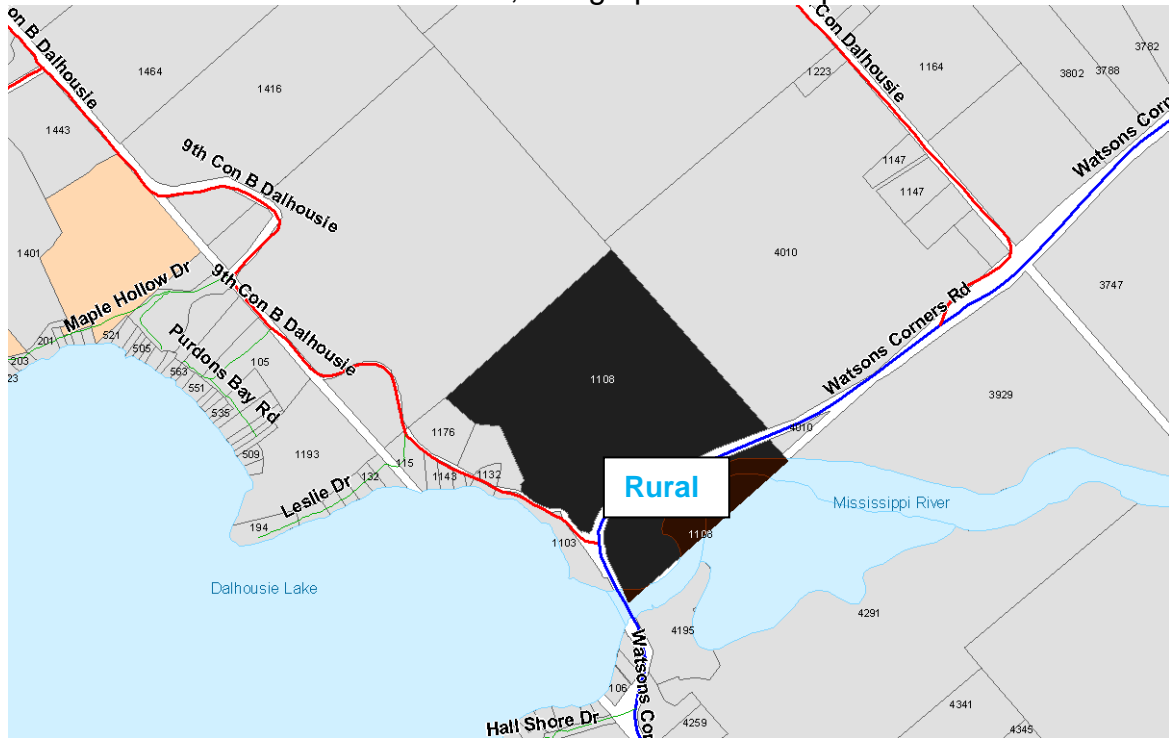 Con B Dalhousie
1464
1416
1443
9th Con B Dalhousie
1401
Maple Hollow Dr
201
203
23
521
505
Purdons Bay Rd
563
551
535
509
105
9th Con B Dalhousie
1193
Leslie Dr
194
132
115
1176
1143
1132
1103
Con Dalhousie
1223
1164
3782
3788
3802
Watsons Corn
1147
1147
4010
3747
Watsons Corners Rd
3929
4010
1108
Rural
1108
Mississippi River
Dalhousie Lake
4291
4195
Watsons Cor
106
Hall Shore Dr
4259
4341
4345